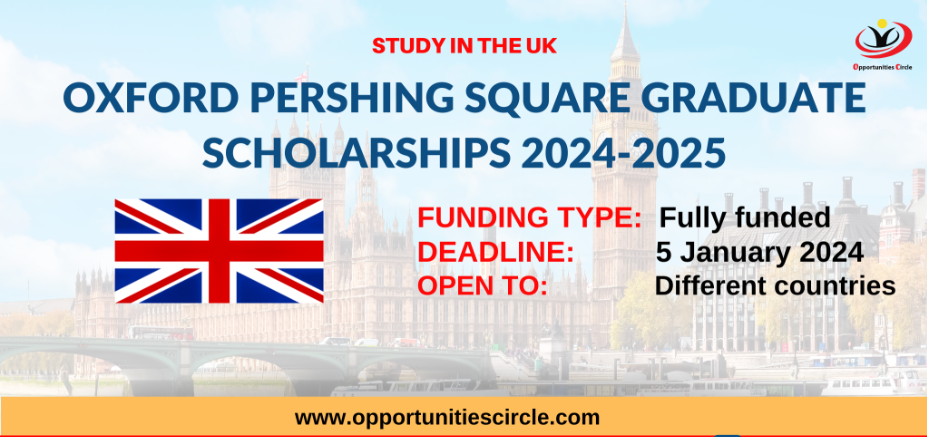 STUDY IN THE UK
Opportunities Circle
OXFORD PERSHING SQUARE GRADUATE
SCHOLARSHIPS 2024-2025
FUNDING TYPE: Fully funded
DEADLINE: 5 January 2024
OPEN TO: Different countries
www.opportunitiescircle.com